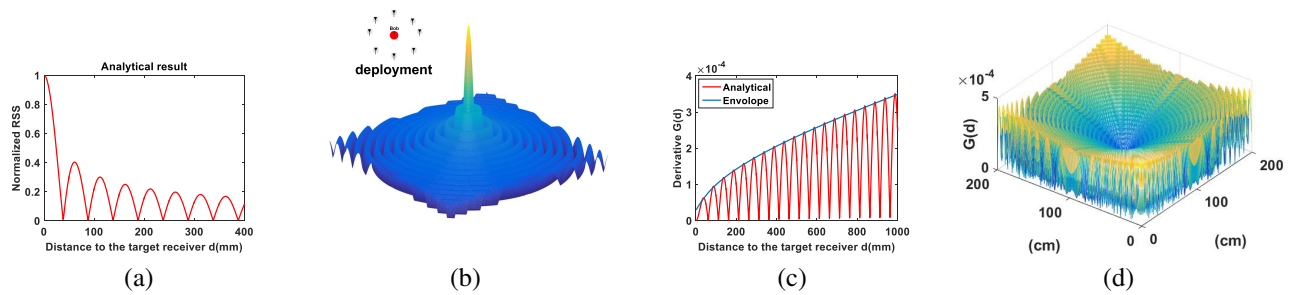 Analytical result
Normalized RSS
1
0.8
0.6
0.4
0.2
0
0 100 200 300 400
Distance to the target receiver d(mm)
(a)
Bob
deployment
(b)
×10⁻⁴
Derivative G(d)
4
3
2
1
0
Analytical
Envolope
0 200 400 600 800 1000
Distance to the target receiver d(mm)
(c)
×10⁻⁴
G(d)
5
0
200
100
0
(cm)
0
100
200
(cm)
(d)